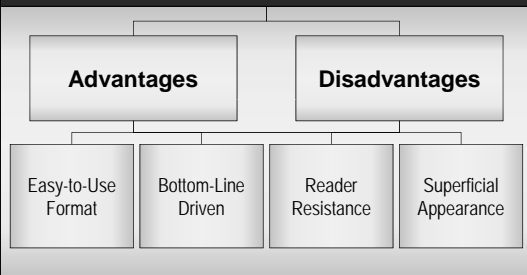 Advantages
Disadvantages
Easy-to-Use
Format
Bottom-Line
Driven
Reader
Resistance
Superficial
Appearance